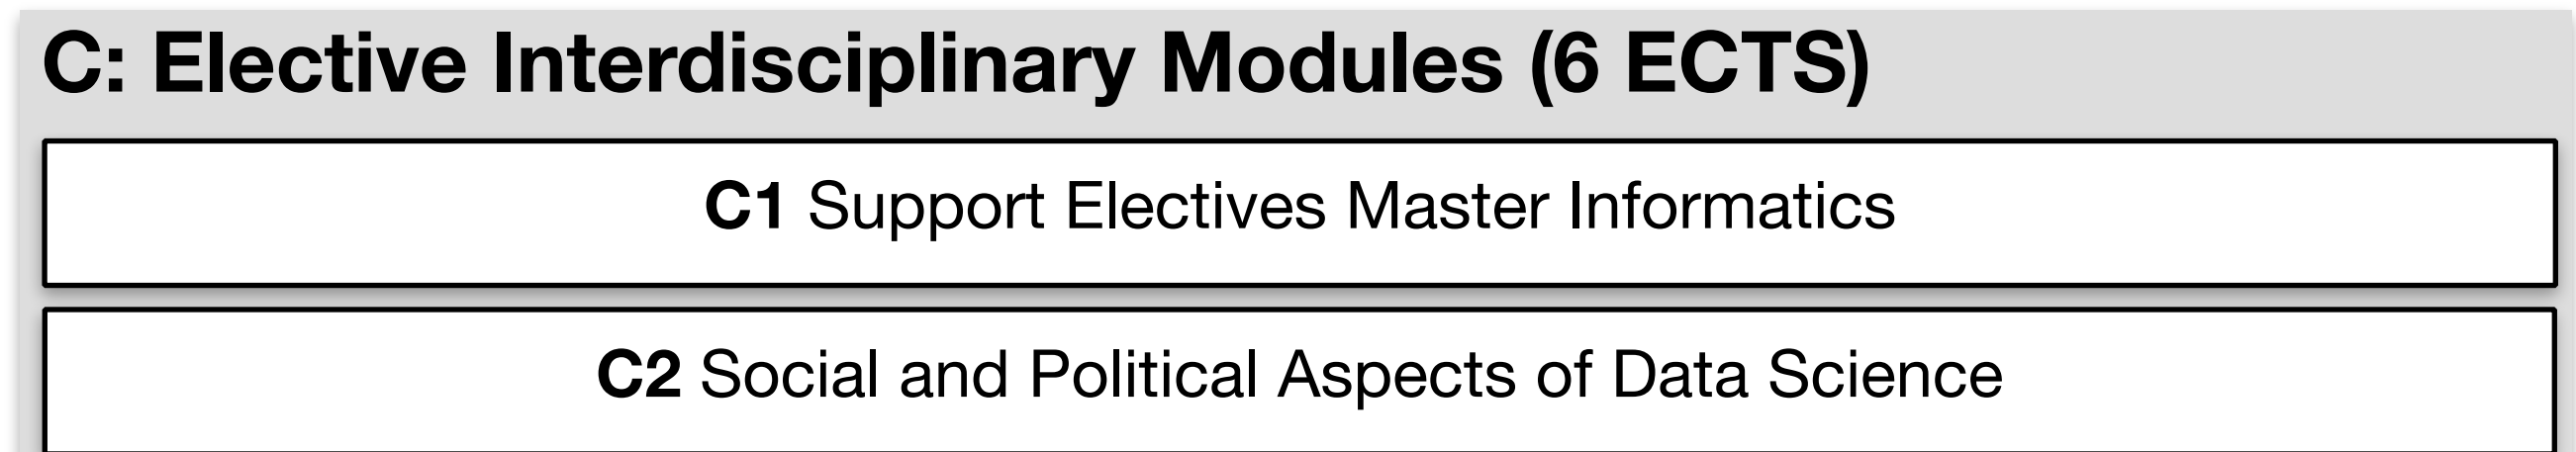 C: Elective Interdisciplinary Modules (6 ECTS)
C1 Support Electives Master Informatics
C2 Social and Political Aspects of Data Science